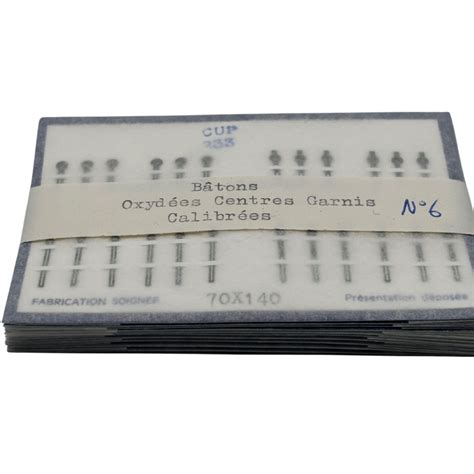 CUP
333
Bâtons
Oxydées Centres Garnis
Calibrées
N°6
FABRICATION SOIGNEE
70X140
Présentation déposée